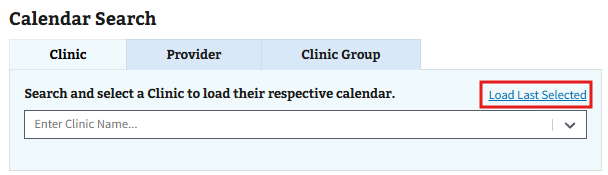 Calendar Search
Clinic Provider Clinic Group
Search and select a Clinic to load their respective calendar. Load Last Selected
Enter Clinic Name...